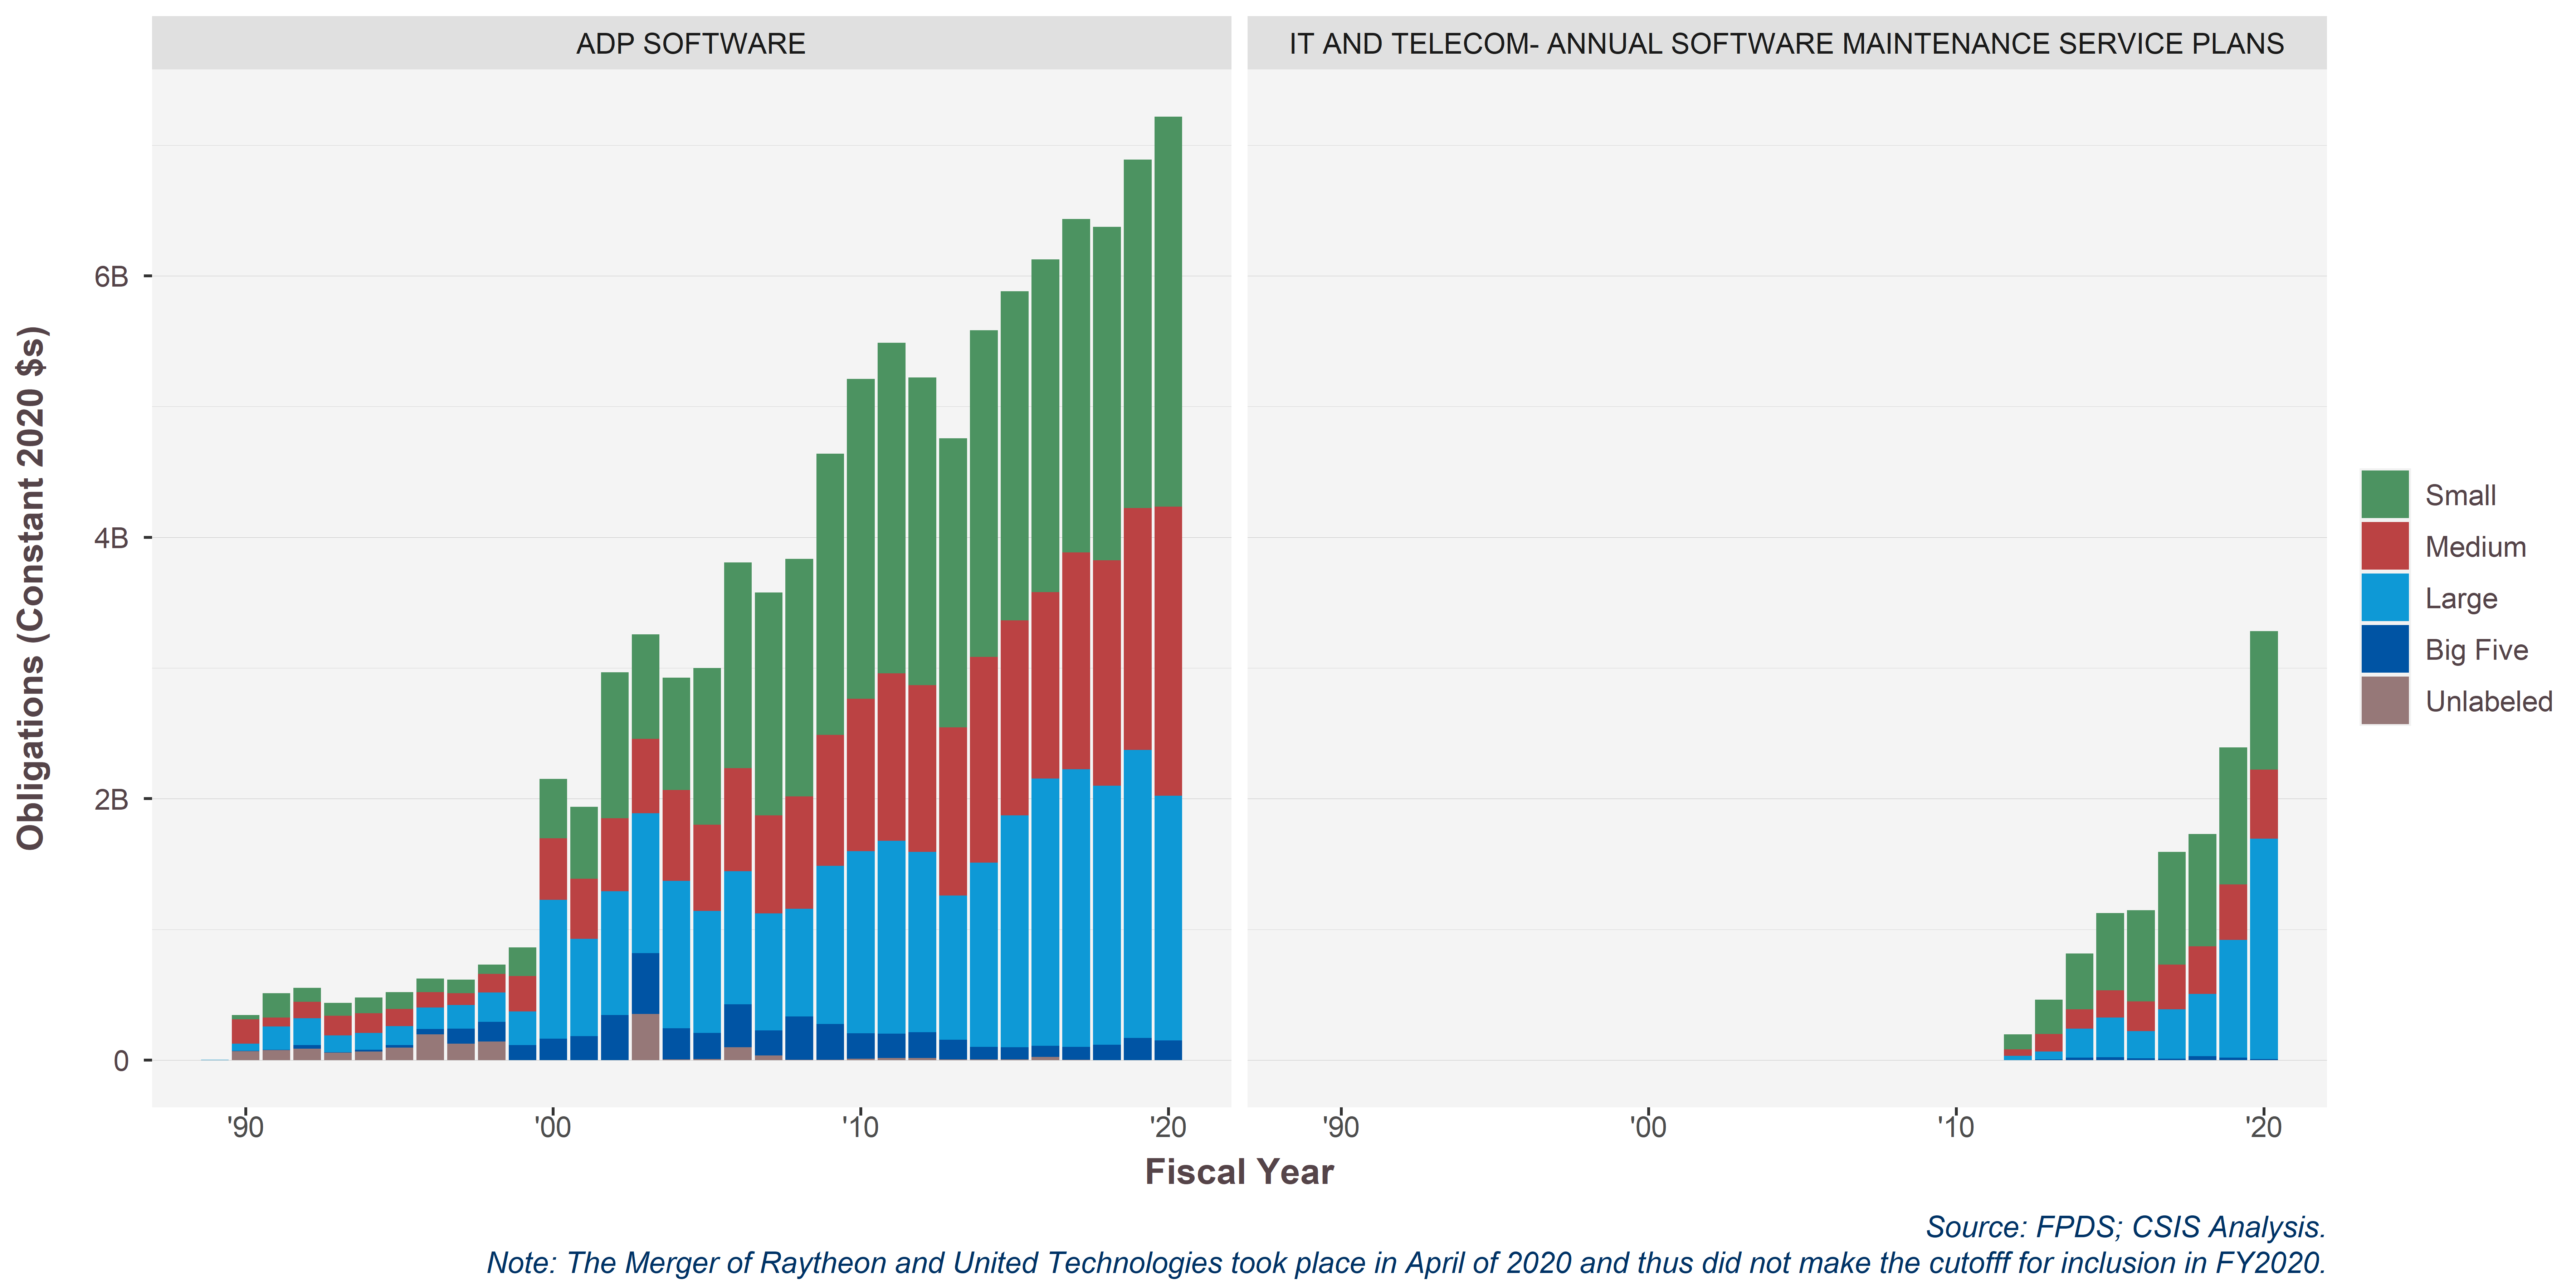 ADP SOFTWARE
IT AND TELECOM- ANNUAL SOFTWARE MAINTENANCE SERVICE PLANS
Obligations (Constant 2020 $s)
6B
4B
2B
0
'90
'00
'10
'20
'90
'00
'10
'20
Fiscal Year
Small
Medium
Large
Big Five
Unlabeled
Source: FPDS; CSIS Analysis.
Note: The Merger of Raytheon and United Technologies took place in April of 2020 and thus did not make the cutofff for inclusion in FY2020.